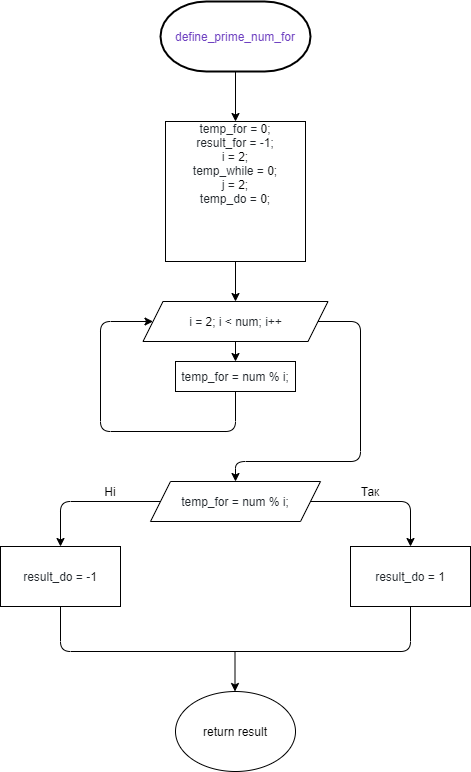 define_prime_num_for
temp_for = 0;
result_for = -1;
i = 2;
temp_while = 0;
j = 2;
temp_do = 0;
i = 2; i < num; i++
temp_for = num % i;
temp_for = num % i;
Ні
Так
result_do = -1
result_do = 1
return result